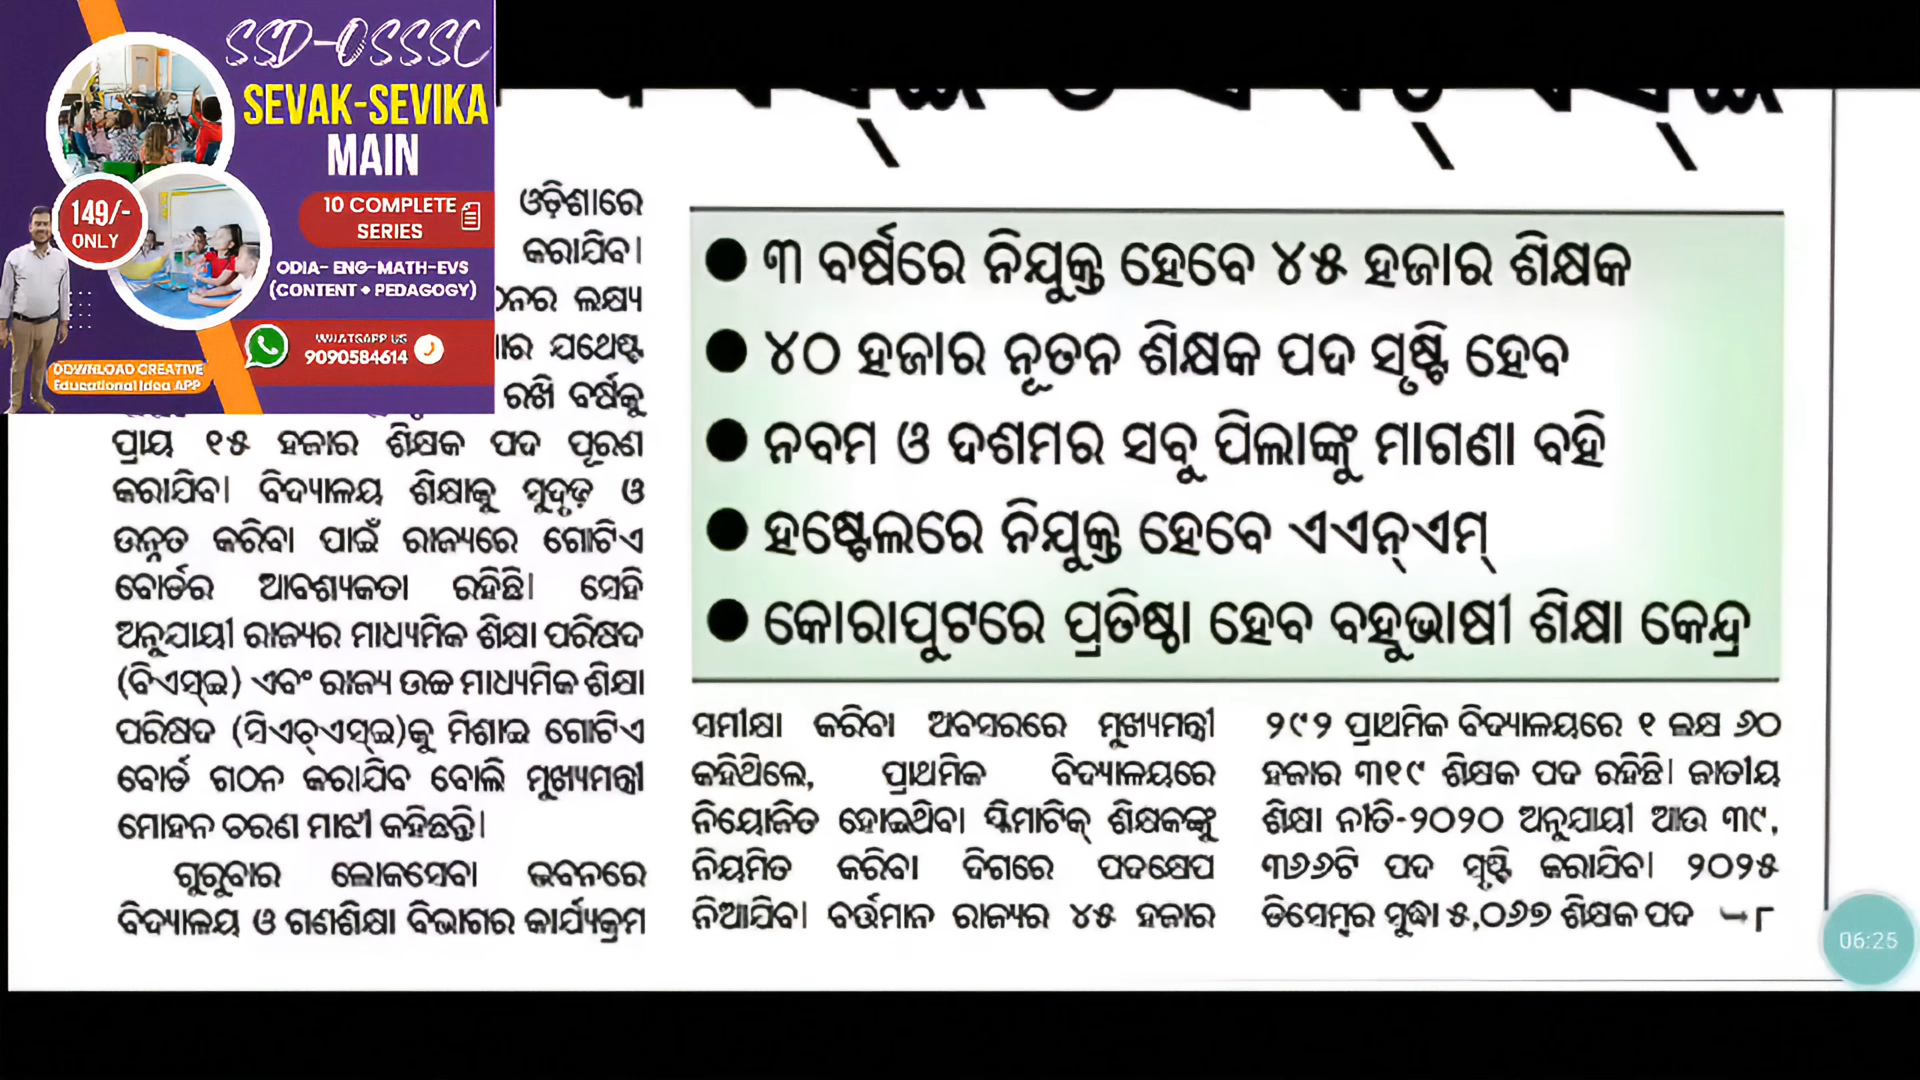 SSD-OSSSC
SEVAK-SEVIKA
MAIN
149/-
ONLY
10 COMPLETE
SERIES
ODIA- ENG-MATH-EVS
(CONTENT + PEDAGOGY)
WHATSAPP US
9090584614
DOWNLOAD CREATIVE
Educational Idea APP
ଓଡ଼ିଶାରେ
କରାଯିବ।
ଲକ୍ଷ୍ୟ
ଯଥେଷ୍ଟ
ରଖି ବର୍ଷକୁ
ପ୍ରାୟ ୧୫ ହଜାର ଶିକ୍ଷକ ପଦ ପୂରଣ
କରାଯିବ। ବିଦ୍ୟାଳୟ ଶିକ୍ଷାକୁ ସୁଦୃଢ଼ ଓ
ଉନ୍ନତ କରିବା ପାଇଁ ରାଜ୍ୟରେ ଗୋଟିଏ
ବୋର୍ଡର ଆବଶ୍ୟକତା ରହିଛି। ସେହି
ଅନୁଯାୟୀ ରାଜ୍ୟର ମାଧ୍ୟମିକ ଶିକ୍ଷା ପରିଷଦ
(ବିଏସ୍ଇ) ଏବଂ ରାଜ୍ୟ ଉଚ୍ଚ ମାଧ୍ୟମିକ ଶିକ୍ଷା
ପରିଷଦ (ସିଏଚ୍ଏସ୍ଇ)କୁ ମିଶାଇ ଗୋଟିଏ
ବୋର୍ଡ ଗଠନ କରାଯିବ ବୋଲି ମୁଖ୍ୟମନ୍ତ୍ରୀ
ମୋହନ ଚରଣ ମାଝୀ କହିଛନ୍ତି।
ଗୁରୁବାର ଲୋକସେବା ଭବନରେ
ବିଦ୍ୟାଳୟ ଓ ଗଣଶିକ୍ଷା ବିଭାଗର କାର୍ଯ୍ୟକ୍ରମ
● ୩ ବର୍ଷରେ ନିଯୁକ୍ତ ହେବେ ୪୫ ହଜାର ଶିକ୍ଷକ
● ୪୦ ହଜାର ନୂତନ ଶିକ୍ଷକ ପଦ ସୃଷ୍ଟି ହେବ
● ନବମ ଓ ଦଶମର ସବୁ ପିଲାଙ୍କୁ ମାଗଣା ବହି
● ହଷ୍ଟେଲରେ ନିଯୁକ୍ତ ହେବେ ଏଏନ୍ଏମ୍
● କୋରାପୁଟରେ ପ୍ରତିଷ୍ଠା ହେବ ବହୁଭାଷୀ ଶିକ୍ଷା କେନ୍ଦ୍ର
ସମୀକ୍ଷା କରିବା ଅବସରରେ ମୁଖ୍ୟମନ୍ତ୍ରୀ
କହିଥିଲେ, ପ୍ରାଥମିକ ବିଦ୍ୟାଳୟରେ
ନିୟୋଜିତ ହୋଇଥିବା ସ୍କିମାଟିକ୍ ଶିକ୍ଷକଙ୍କୁ
ନିୟମିତ କରିବା ଦିଗରେ ପଦକ୍ଷେପ
ନିଆଯିବ। ବର୍ତ୍ତମାନ ରାଜ୍ୟର ୪୫ ହଜାର
୨୯୨ ପ୍ରାଥମିକ ବିଦ୍ୟାଳୟରେ ୧ ଲକ୍ଷ ୬୦
ହଜାର ୩୧୯ ଶିକ୍ଷକ ପଦ ରହିଛି। ଜାତୀୟ
ଶିକ୍ଷା ନୀତି-୨୦୨୦ ଅନୁଯାୟୀ ଆଉ ୩୯,
୩୬୬ଟି ପଦ ସୃଷ୍ଟି କରାଯିବ। ୨୦୨୫
ଡିସେମ୍ବର ସୁଦ୍ଧା ୫,୦୬୭ ଶିକ୍ଷକ ପଦ ⤷୮
06:25